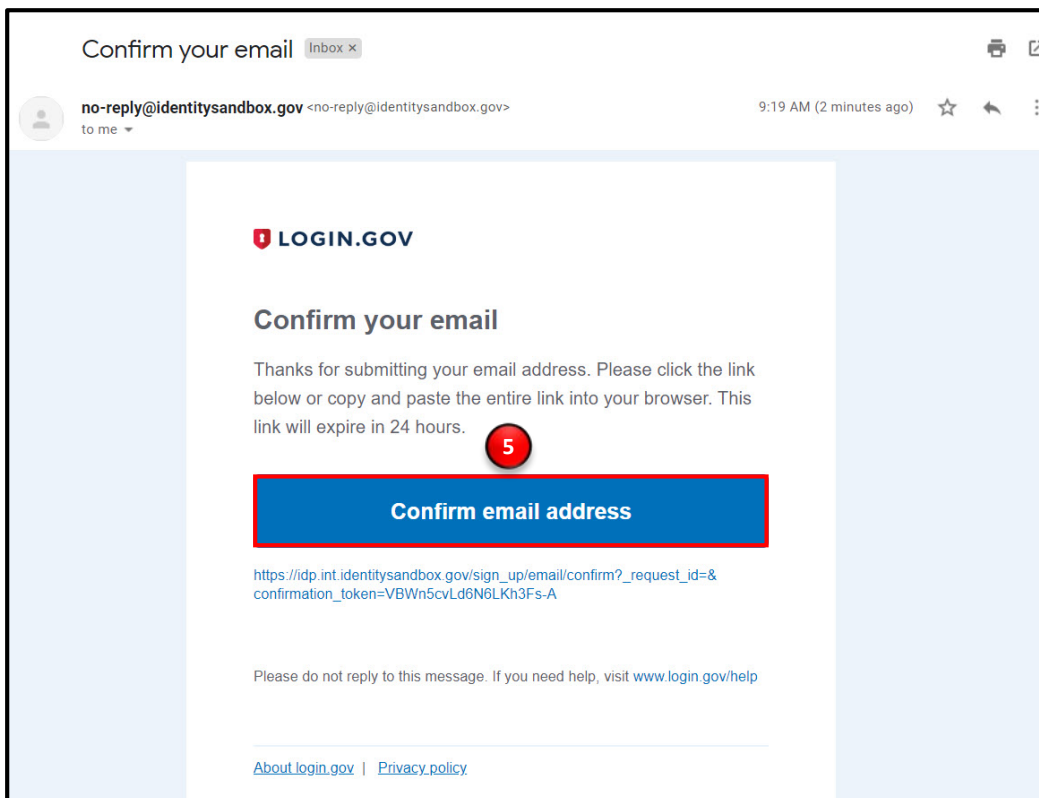 Confirm your email Inbox ×
no-reply@identitysandbox.gov <no-reply@identitysandbox.gov> 9:19 AM (2 minutes ago)
to me
LOGIN.GOV
Confirm your email
Thanks for submitting your email address. Please click the link
below or copy and paste the entire link into your browser. This
link will expire in 24 hours.
5
Confirm email address
https://idp.int.identitysandbox.gov/sign_up/email/confirm?_request_id=&
confirmation_token=VBWn5cvLd6N6LKh3Fs-A
Please do not reply to this message. If you need help, visit www.login.gov/help
About login.gov | Privacy policy